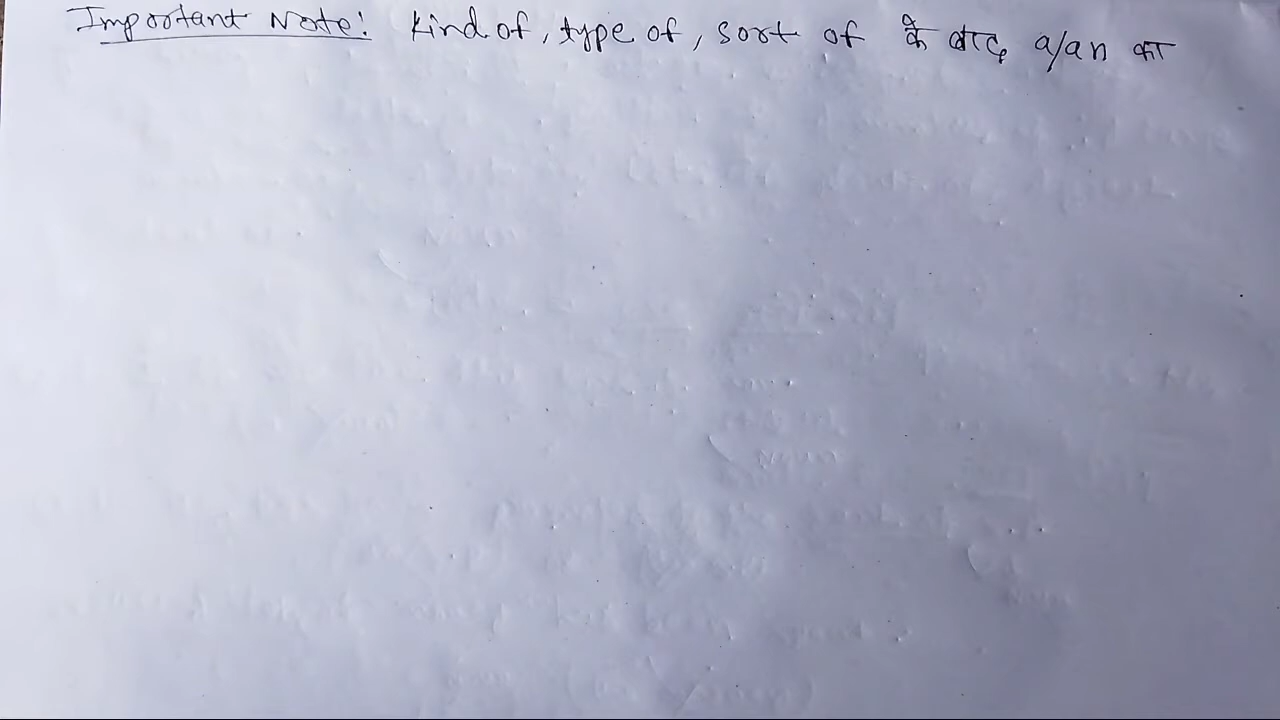 Important Note: Kind of, type of, sort of के बाद a/an का